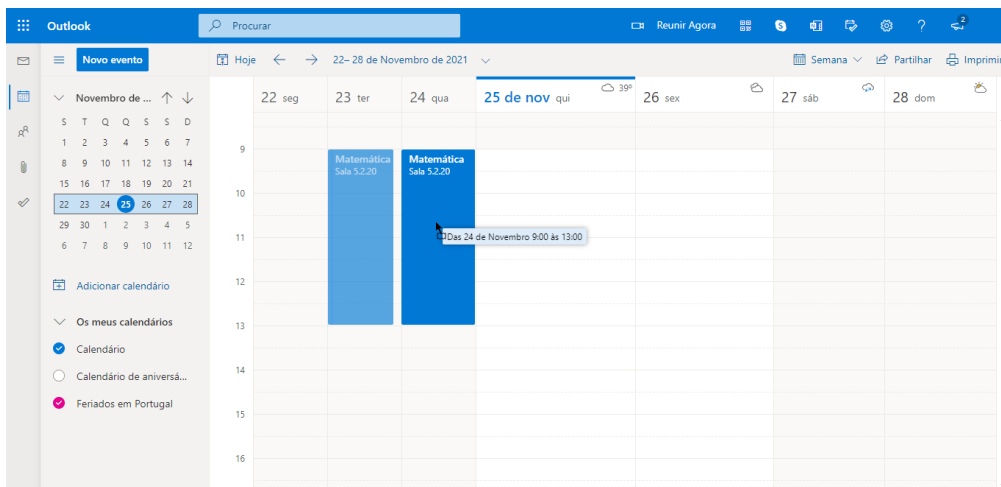 Outlook
Procurar
Reunir Agora
2
Novo evento
Hoje
22– 28 de Novembro de 2021
Semana
Partilhar
Imprimir
Novembro de ...
S T Q Q S S D
1 2 3 4 5 6 7
8 9 10 11 12 13 14
15 16 17 18 19 20 21
22 23 24 25 26 27 28
29 30 1 2 3 4 5
6 7 8 9 10 11 12
Adicionar calendário
Os meus calendários
Calendário
Calendário de aniversá...
Feriados em Portugal
22 seg
23 ter
24 qua
25 de nov qui
39°
26 sex
27 sáb
28 dom
9
Matemática
Sala 5.2.20
Matemática
Sala 5.2.20
10
11
Das 24 de Novembro 9:00 às 13:00
12
13
14
15
16